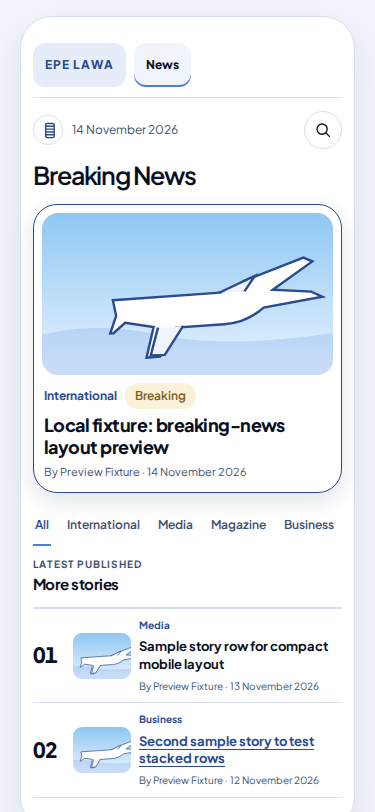 EPE LAWA
News
14 November 2026
Breaking News
International
Breaking
Local fixture: breaking-news
layout preview
By Preview Fixture · 14 November 2026
All
International
Media
Magazine
Business
LATEST PUBLISHED
More stories
01
Media
Sample story row for compact
mobile layout
By Preview Fixture · 13 November 2026
02
Business
Second sample story to test
stacked rows
By Preview Fixture · 12 November 2026